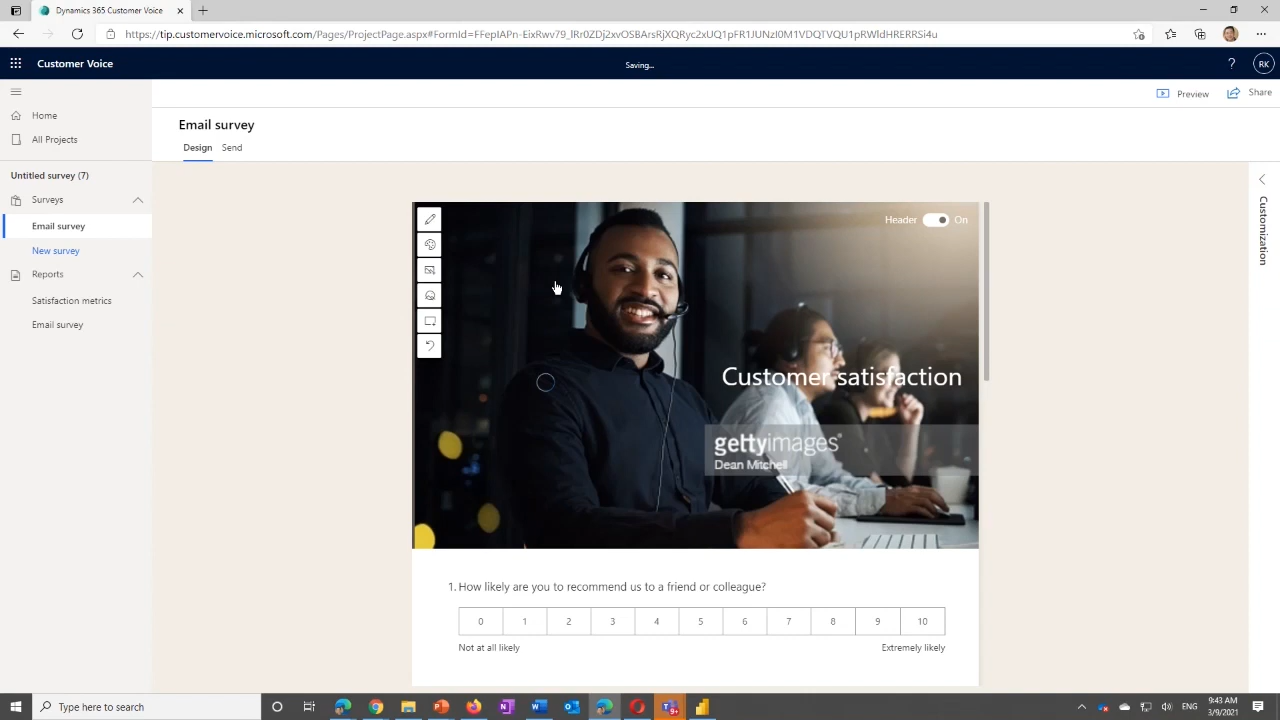 Dynamics 365 Customer Voice
https://tip.customervoice.microsoft.com/Pages/ProjectPage.aspx#FormId=FFepIAPn-EixRwv79_lRr0ZDj2xvOSBArsRjXQRyc2xUQ1pFR1JUNzI0M1VDQTVQU1pRWldHRERRSi4u
Customer Voice
Saving...
?
RK
Preview
Share
Home
All Projects
Untitled survey (7)
Surveys
Email survey
New survey
Reports
Satisfaction metrics
Email survey
Email survey
Design Send
Header On
Customer satisfaction
gettyimages®
Dean Mitchell
Customization
1. How likely are you to recommend us to a friend or colleague?
0 1 2 3 4 5 6 7 8 9 10
Not at all likely Extremely likely
Type here to search
ENG
9:43 AM
3/9/2021